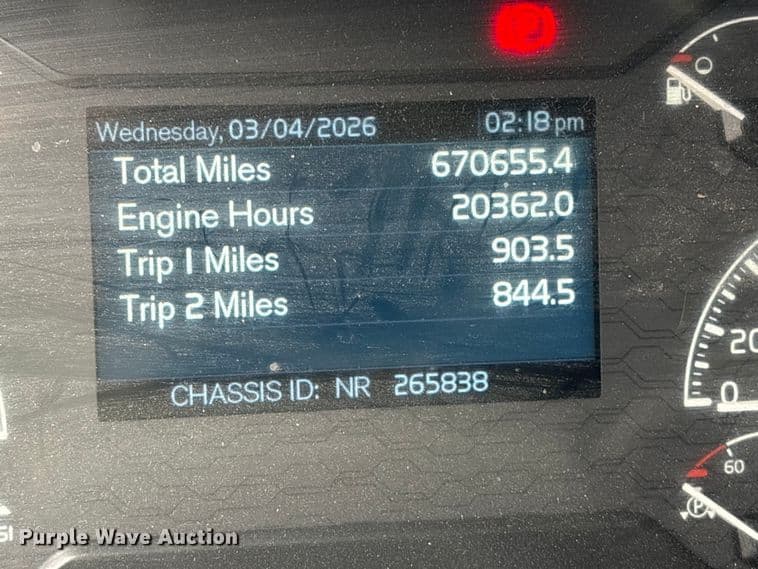 Wednesday, 03/04/2026 02:18 pm
Total Miles 670655.4
Engine Hours 20362.0
Trip 1 Miles 903.5
Trip 2 Miles 844.5
CHASSIS ID: NR 265838
20
0
60
P
SI
Purple Wave Auction